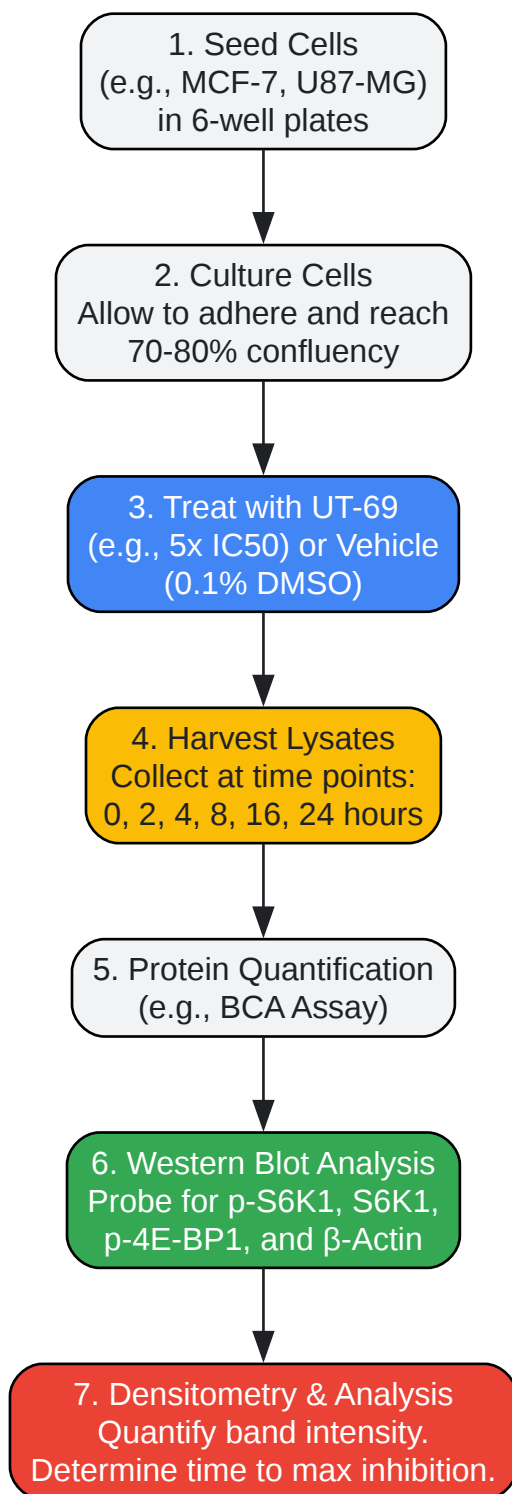 1. Seed Cells
(e.g., MCF-7, U87-MG)
in 6-well plates
2. Culture Cells
Allow to adhere and reach
70-80% confluency
3. Treat with UT-69
(e.g., 5x IC50) or Vehicle
(0.1% DMSO)
4. Harvest Lysates
Collect at time points:
0, 2, 4, 8, 16, 24 hours
5. Protein Quantification
(e.g., BCA Assay)
6. Western Blot Analysis
Probe for p-S6K1, S6K1,
p-4E-BP1, and β-Actin
7. Densitometry & Analysis
Quantify band intensity.
Determine time to max inhibition.